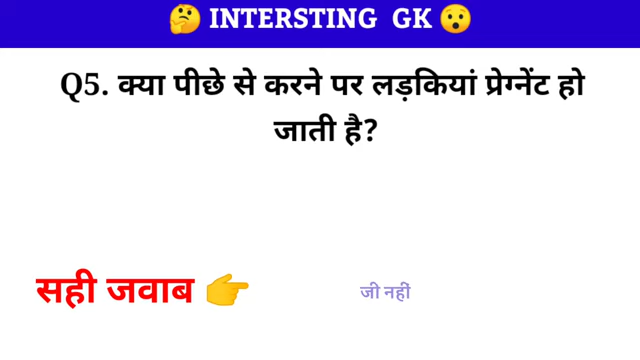 🤔 INTERSTING GK 😯
Q5. क्या पीछे से करने पर लड़कियां प्रेग्नेंट हो
जाती है?
सही जवाब 👉 जी नहीं